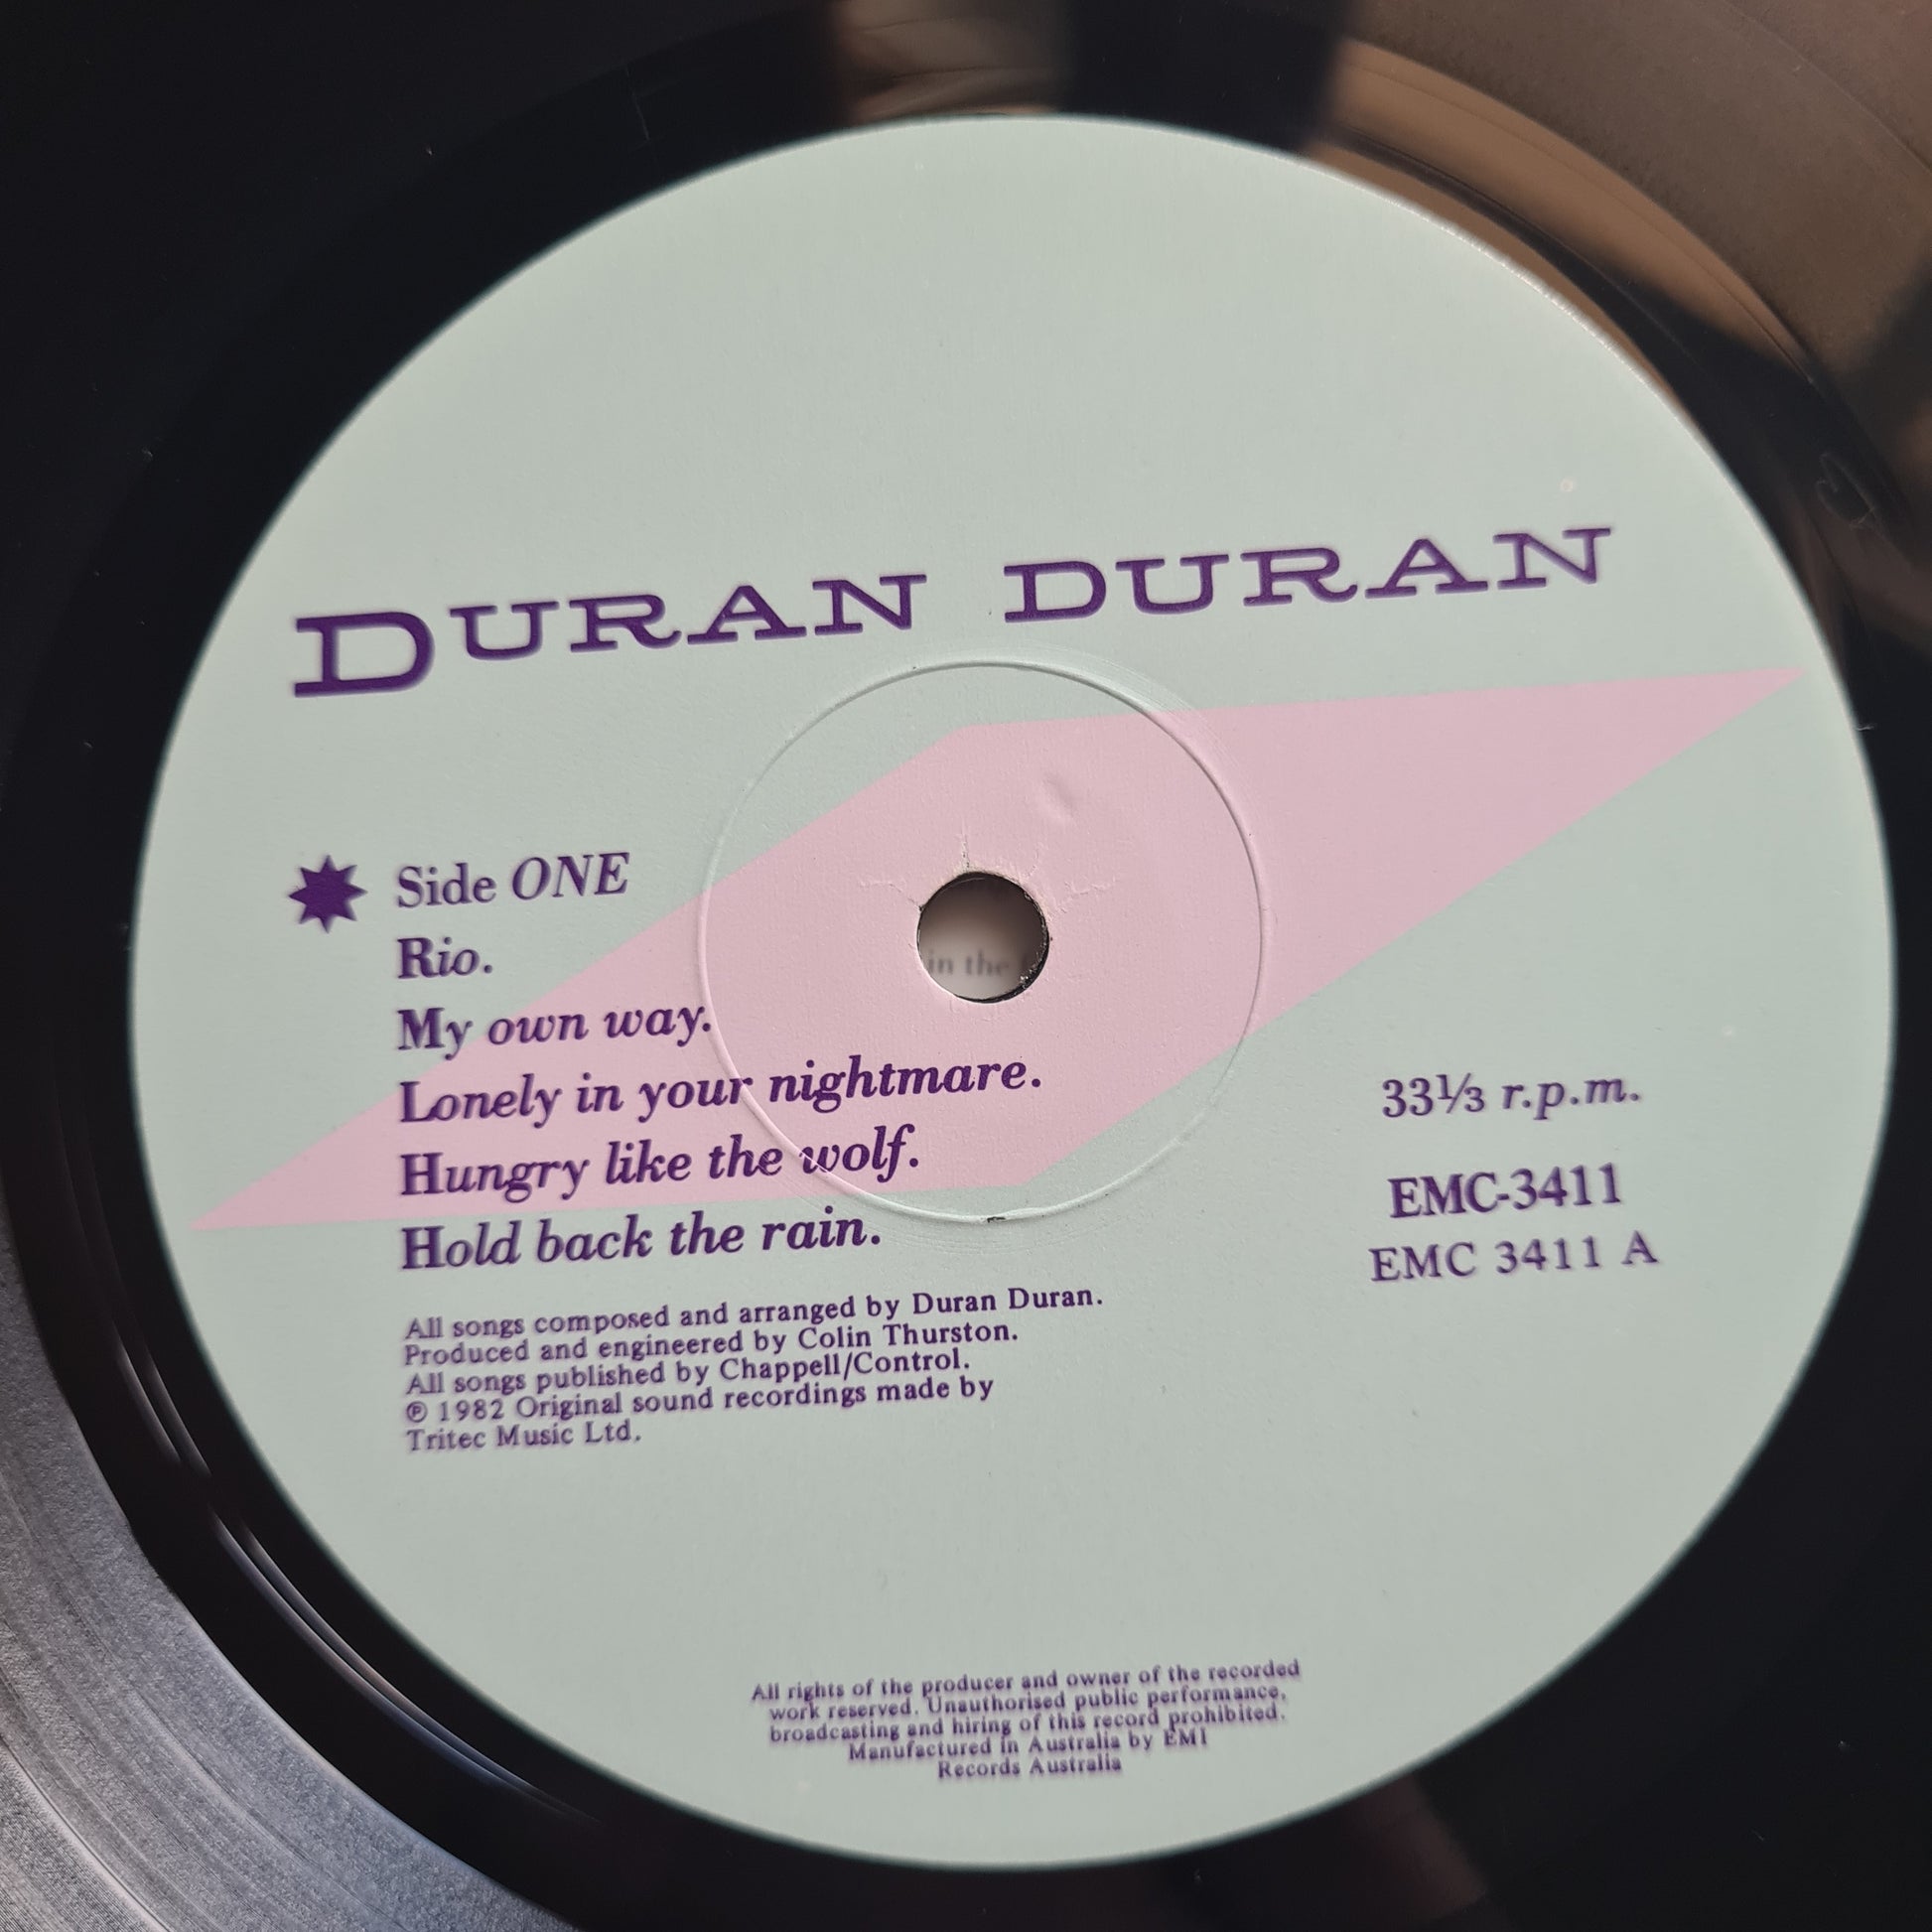 DURAN DURAN
Side ONE
Rio.
My own way.
Lonely in your nightmare.
Hungry like the wolf.
Hold back the rain.
33⅓ r.p.m.
EMC-3411
EMC 3411 A
All songs composed and arranged by Duran Duran.
Produced and engineered by Colin Thurston.
All songs published by Chappell/Control.
℗ 1982 Original sound recordings made by
Tritec Music Ltd.
All rights of the producer and owner of the recorded
work reserved. Unauthorised public performance,
broadcasting and hiring of this record prohibited.
Manufactured in Australia by EMI
Records Australia
in the